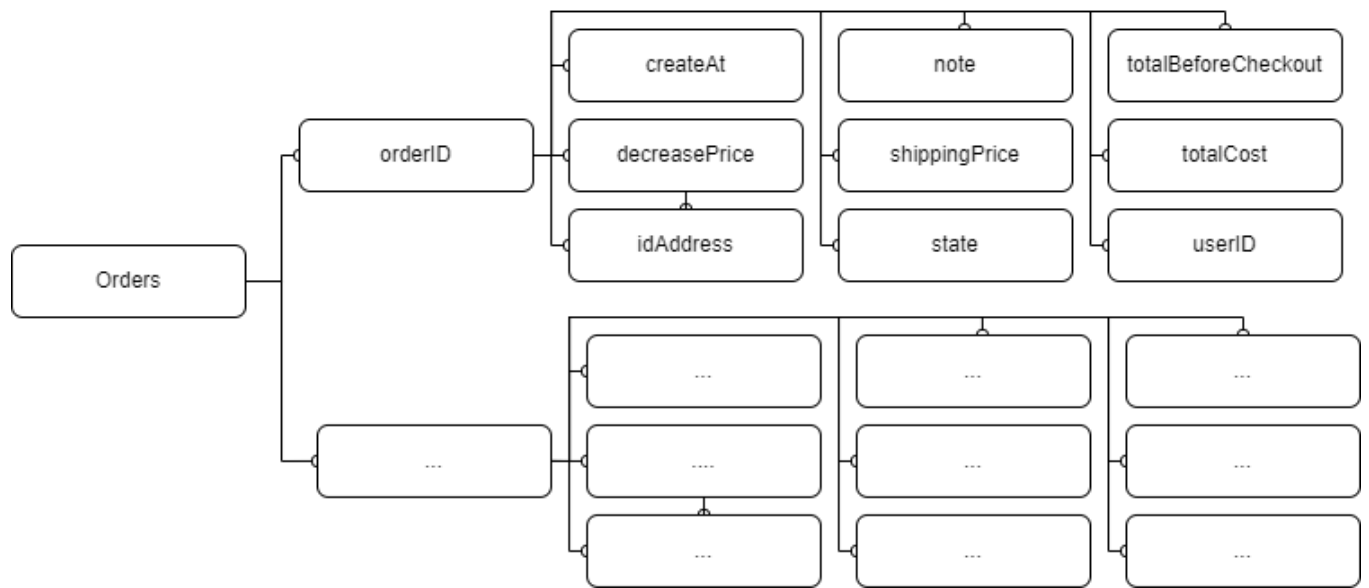 createAt
note
totalBeforeCheckout
orderID
decreasePrice
shippingPrice
totalCost
idAddress
state
userID
Orders
...
...
...
...
....
...
...
...
...
...